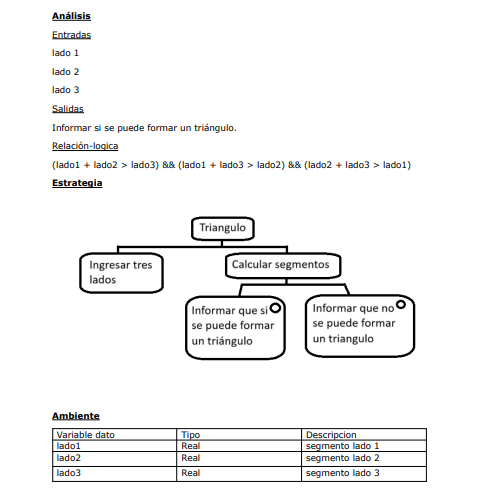 Análisis
Entradas
lado 1
lado 2
lado 3
Salidas
Informar si se puede formar un triángulo.
Relación-logica
(lado1 + lado2 > lado3) && (lado1 + lado3 > lado2) && (lado2 + lado3 > lado1)
Estrategia
Triangulo
Ingresar tres
lados
Calcular segmentos
Informar que si
se puede formar
un triángulo
Informar que no
se puede formar
un triangulo
Ambiente
Variable dato Tipo Descripcion
lado1 Real segmento lado 1
lado2 Real segmento lado 2
lado3 Real segmento lado 3